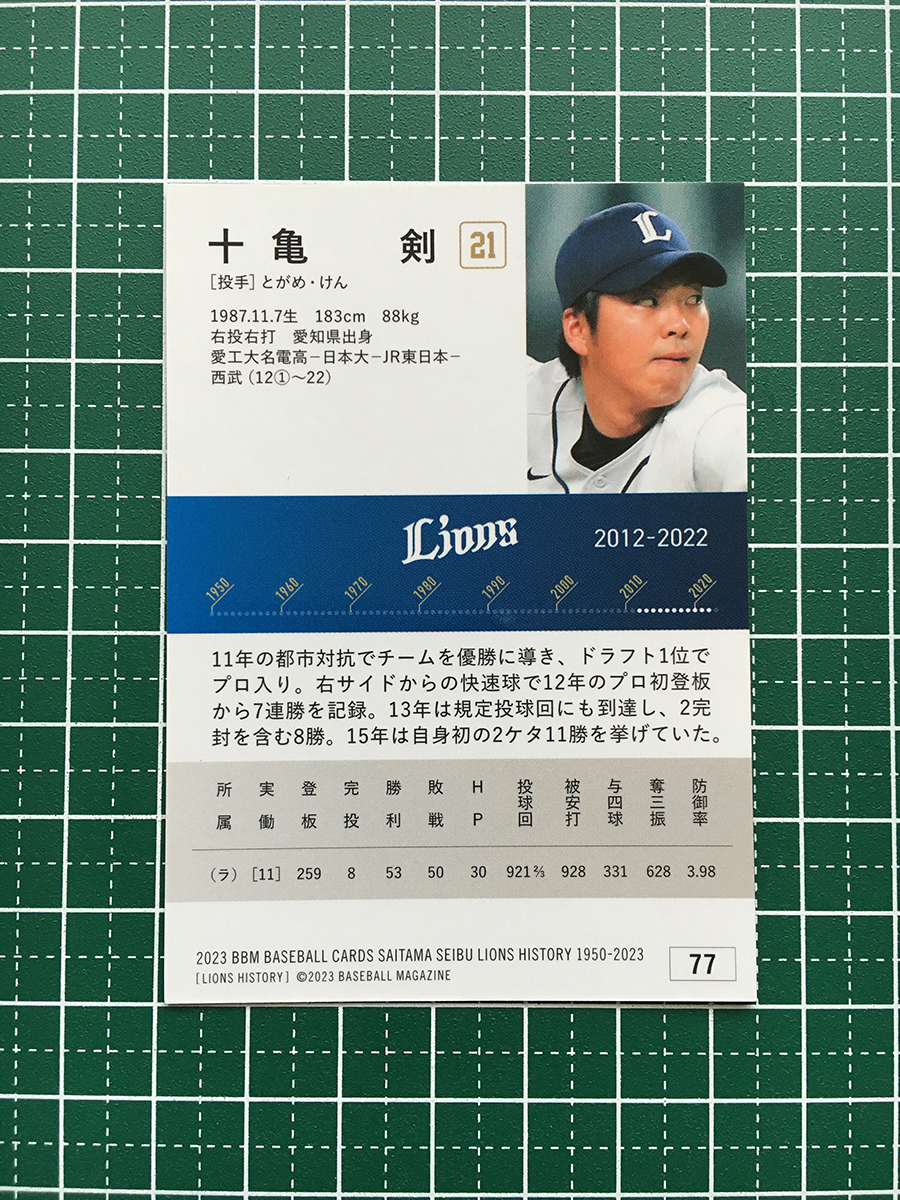 十亀 剣 21
[投手] とがめ・けん
1987.11.7生 183cm 88kg
右投右打 愛知県出身
愛工大名電高－日本大－JR東日本－
西武 (12①〜22)
L
Lions 2012-2022
1950 1960 1970 1980 1990 2000 2010 2020
11年の都市対抗でチームを優勝に導き、ドラフト1位で
プロ入り。右サイドからの快速球で12年のプロ初登板
から7連勝を記録。13年は規定投球回にも到達し、2完
封を含む8勝。15年は自身初の2ケタ11勝を挙げていた。
所属 実働 登板 完投 勝利 敗戦 HP 投球回 被安打 与四球 奪三振 防御率
(ラ) [11] 259 8 53 50 30 921⅔ 928 331 628 3.98
2023 BBM BASEBALL CARDS SAITAMA SEIBU LIONS HISTORY 1950-2023
[LIONS HISTORY] ©2023 BASEBALL MAGAZINE
77